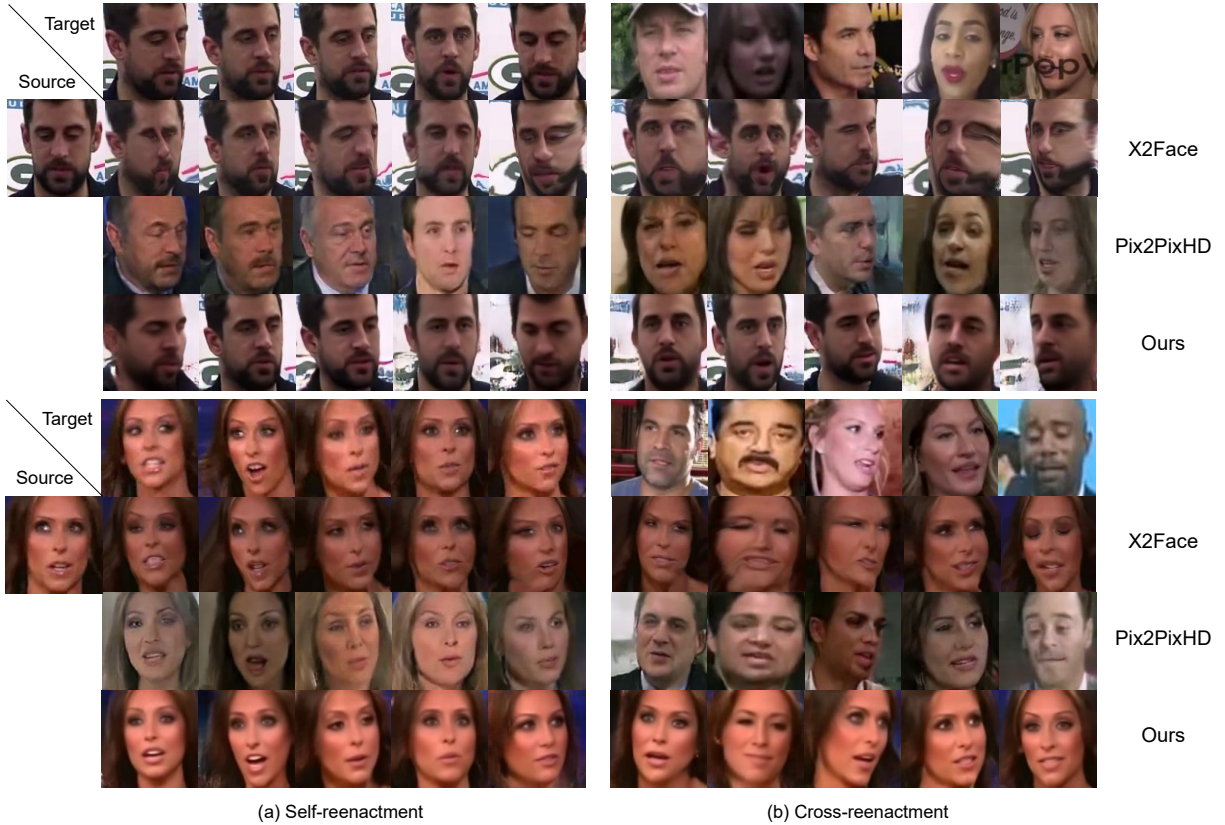 Target
Source
X2Face
Pix2PixHD
Ours
Target
Source
X2Face
Pix2PixHD
Ours
(a) Self-reenactment
(b) Cross-reenactment